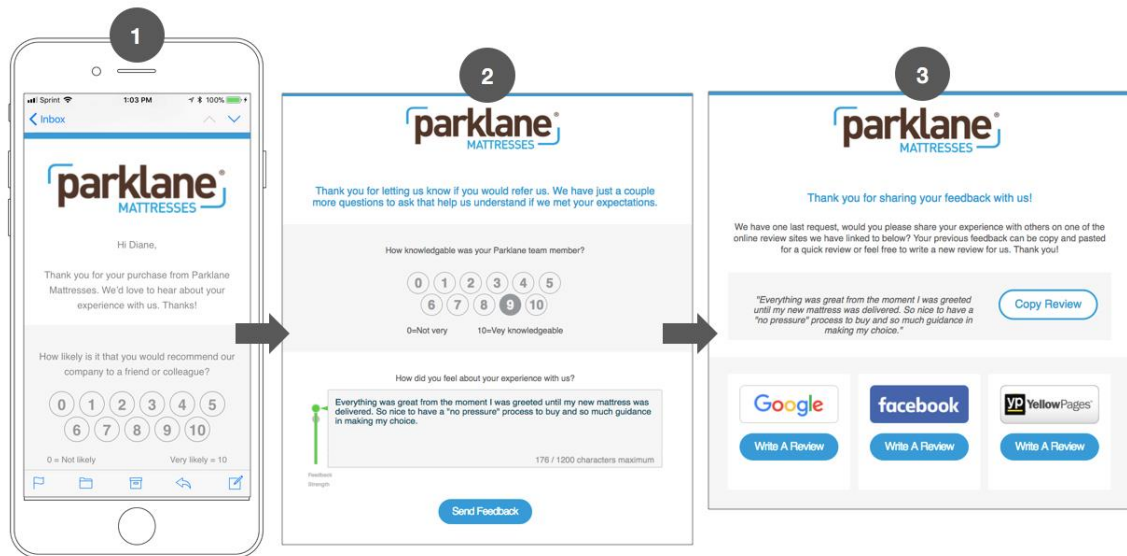 1
Sprint
1:03 PM
100%
Inbox
parklane®
MATTRESSES
Hi Diane,
Thank you for your purchase from Parklane
Mattresses. We'd love to hear about your
experience with us. Thanks!
How likely is it that you would recommend our
company to a friend or colleague?
0 1 2 3 4 5
6 7 8 9 10
0 = Not likely
Very likely = 10
2
parklane®
MATTRESSES
Thank you for letting us know if you would refer us. We have just a couple
more questions to ask that help us understand if we met your expectations.
How knowledgable was your Parklane team member?
0 1 2 3 4 5
6 7 8 9 10
0=Not very
10=Vey knowledgeable
How did you feel about your experience with us?
Everything was great from the moment I was greeted until my new mattress was
delivered. So nice to have a "no pressure" process to buy and so much guidance
in making my choice.
176 / 1200 characters maximum
Feedback
Strength
Send Feedback
3
parklane®
MATTRESSES
Thank you for sharing your feedback with us!
We have one last request, would you please share your experience with others on one of the
online review sites we have linked to below? Your previous feedback can be copy and pasted
for a quick review or feel free to write a new review for us. Thank you!
"Everything was great from the moment I was greeted
until my new mattress was delivered. So nice to have a
"no pressure" process to buy and so much guidance in
making my choice."
Copy Review
Google
facebook
YP YellowPages
Write A Review
Write A Review
Write A Review